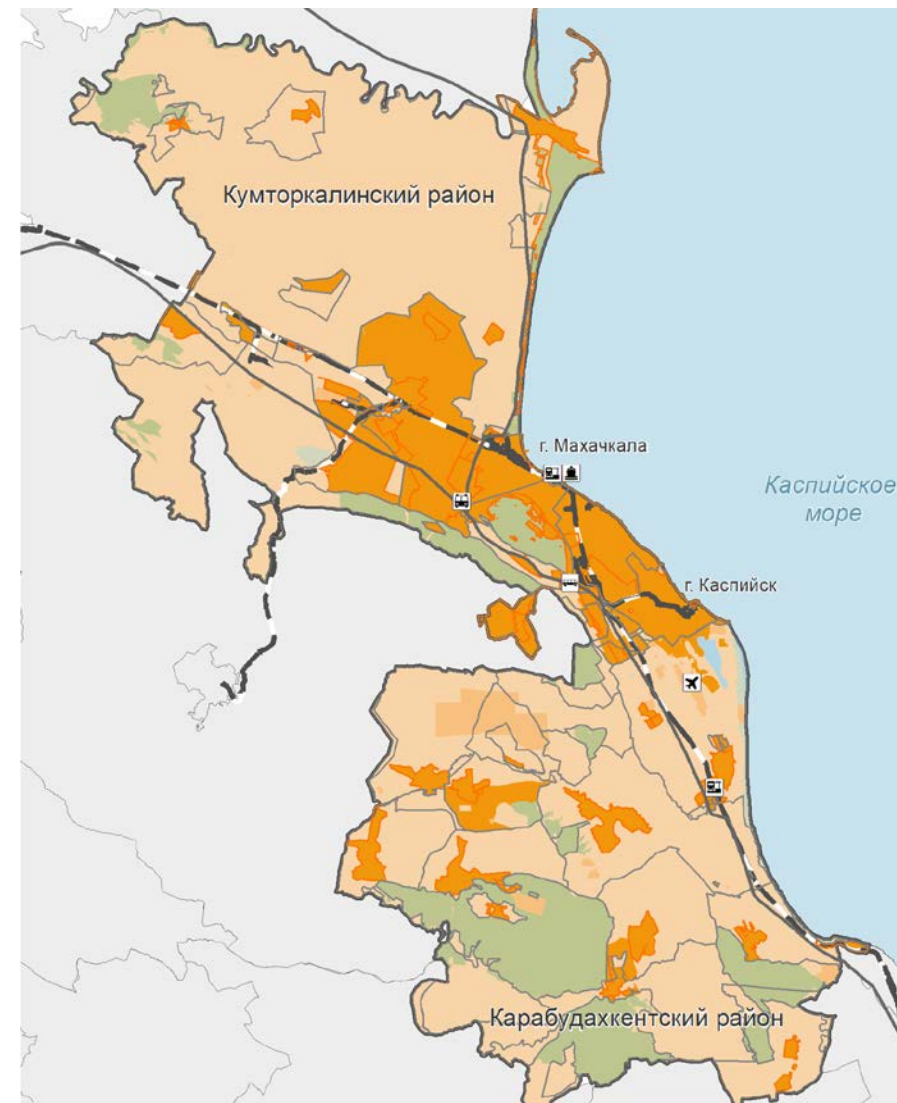 Кумторкалинский район
г. Махачкала
Каспийское
море
г. Каспийск
Карабудахкентский район